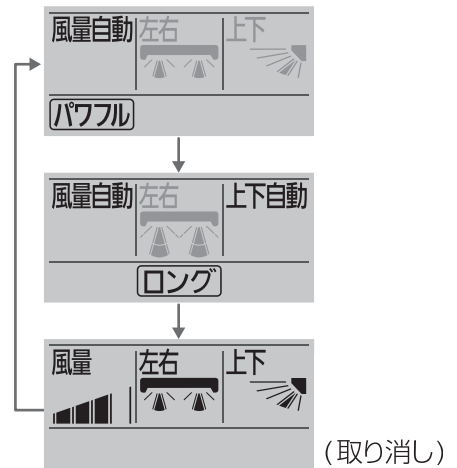 風量自動 左右 上下
パワフル
風量自動 左右 上下自動
ロング
風量 左右 上下
(取り消し)